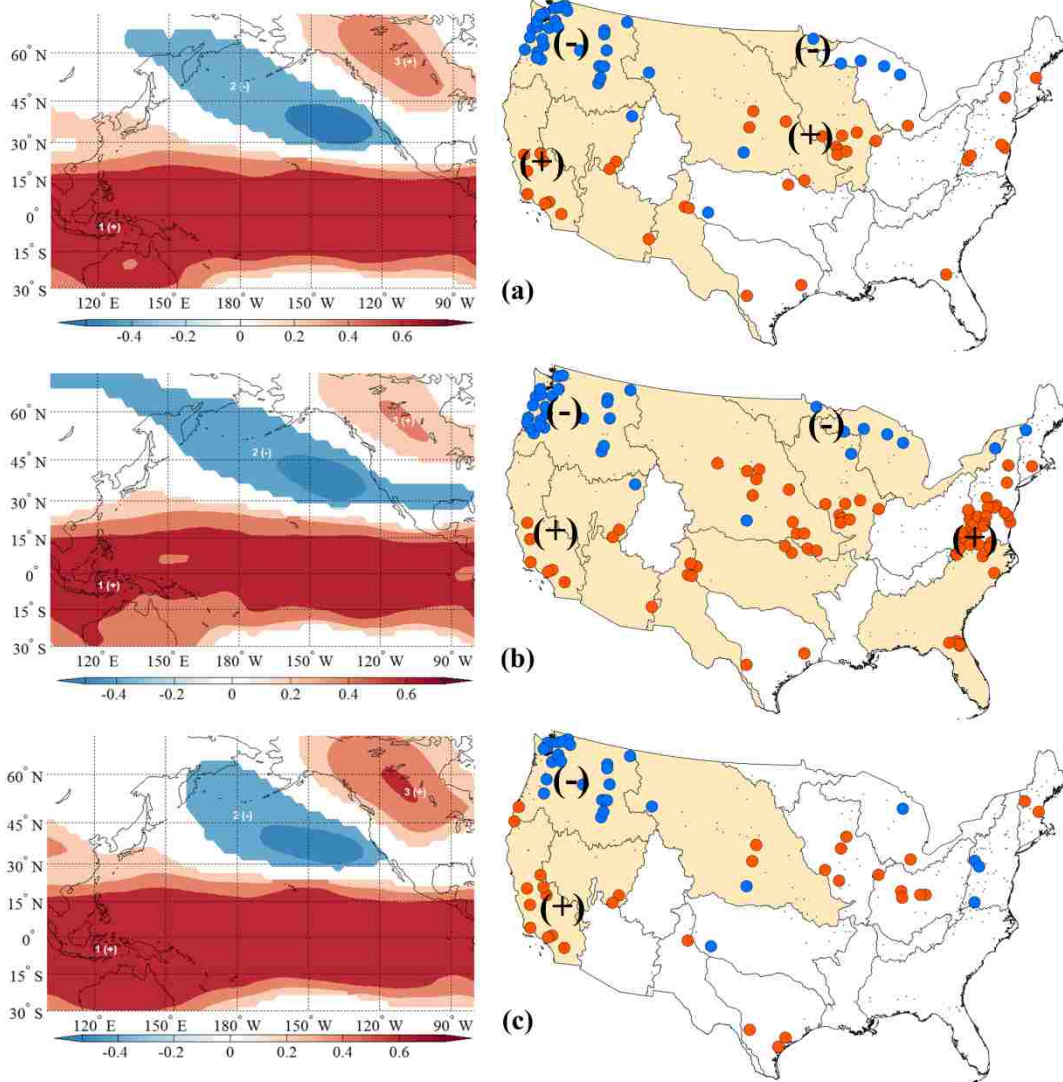 60° N
45° N
30° N
15° N
0°
15° S
30° S
3 (+)
2 (-)
1 (+)
120° E 150° E 180° W 150° W 120° W 90° W
-0.4 -0.2 0 0.2 0.4 0.6
(-) (-)
(+) (+)
(a)
60° N
45° N
30° N
15° N
0°
15° S
30° S
3 (+)
2 (-)
1 (+)
120° E 150° E 180° W 150° W 120° W 90° W
-0.4 -0.2 0 0.2 0.4 0.6
(-) (-)
(+) (+)
(b)
60° N
45° N
30° N
15° N
0°
15° S
30° S
3 (+)
2 (-)
1 (+)
120° E 150° E 180° W 150° W 120° W 90° W
-0.4 -0.2 0 0.2 0.4 0.6
(-)
(+)
(c)